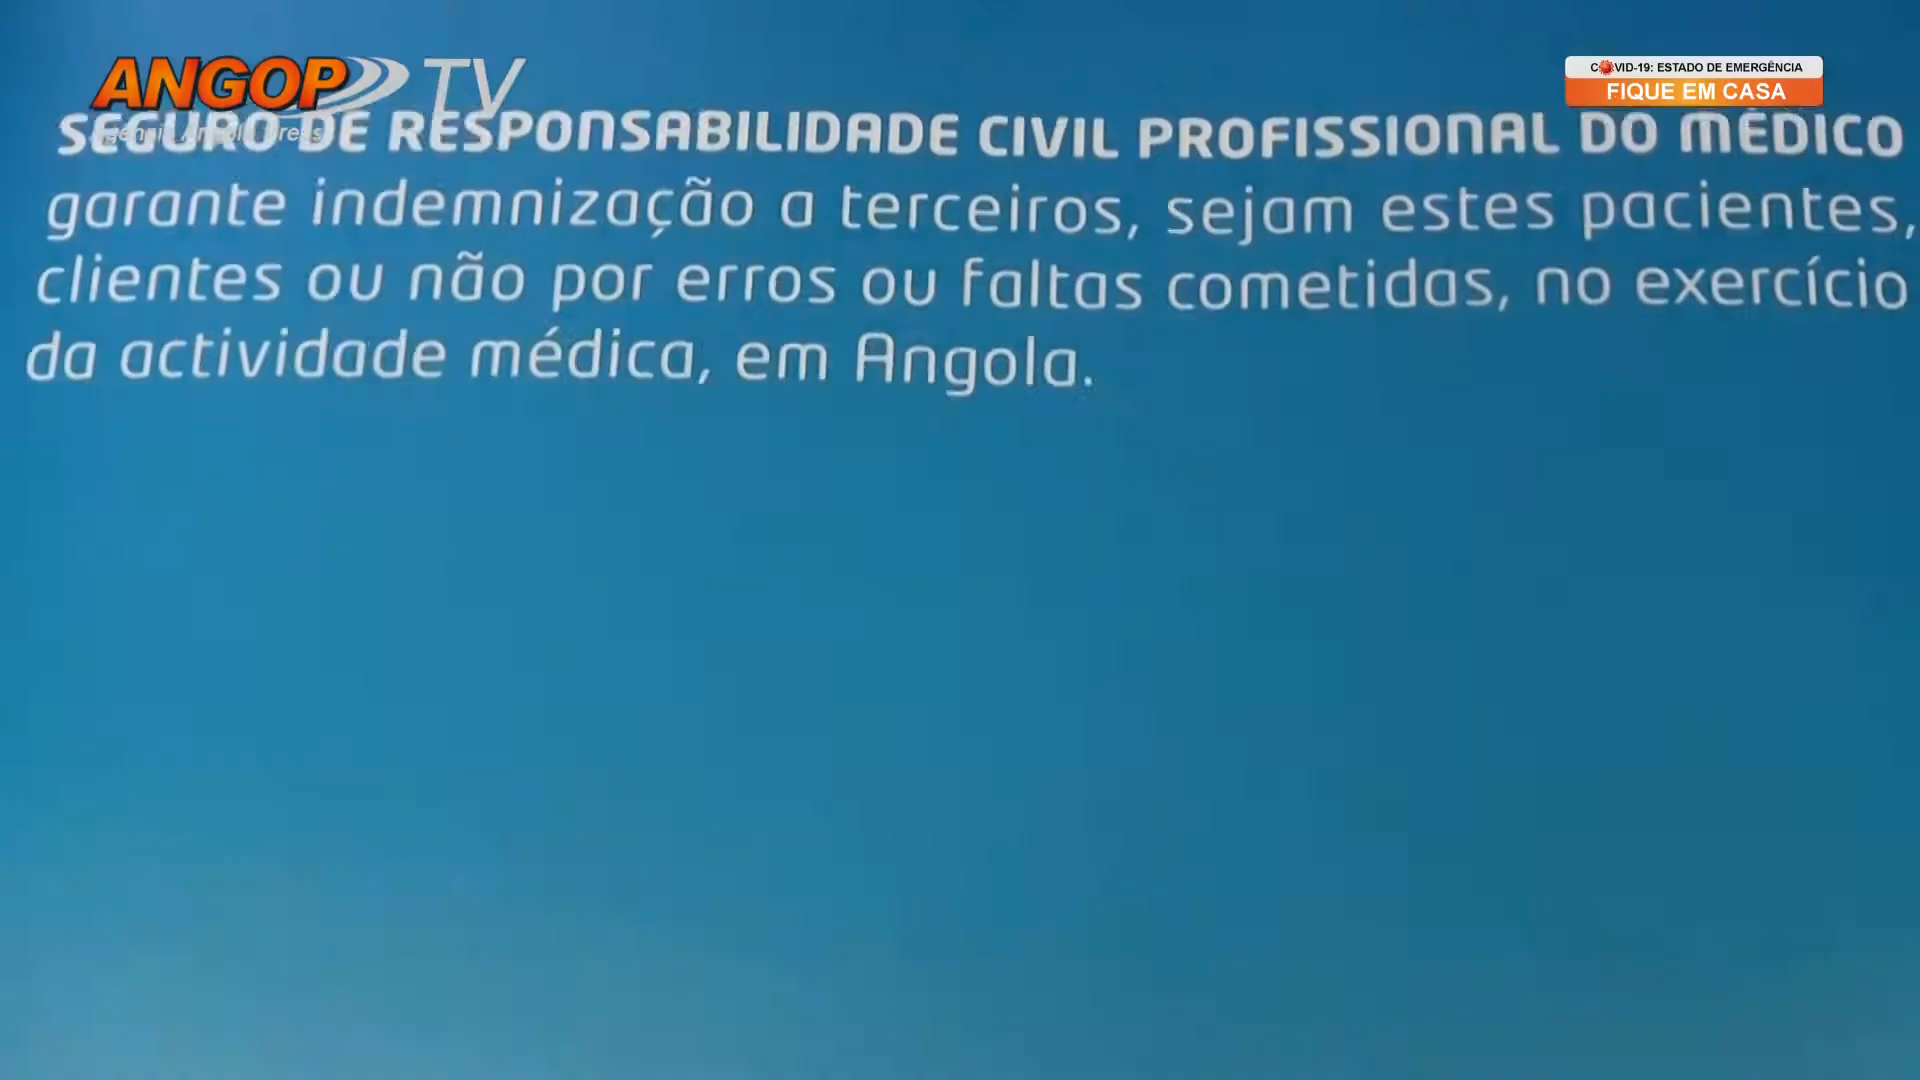 ANGOP TV
COVID-19: ESTADO DE EMERGÊNCIA
FIQUE EM CASA
SEGURO DE RESPONSABILIDADE CIVIL PROFISSIONAL DO MÉDICO
garante indemnização a terceiros, sejam estes pacientes,
clientes ou não por erros ou faltas cometidas, no exercício
da actividade médica, em Angola.